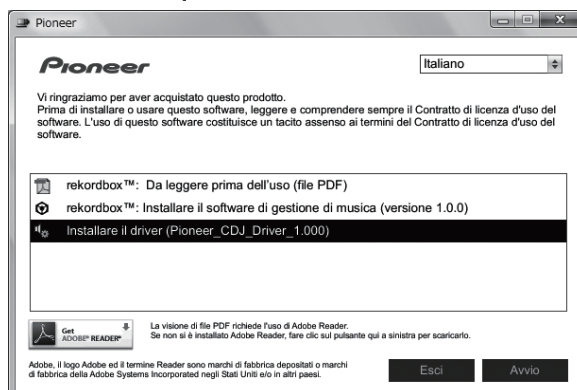 Pioneer
Pioneer
Italiano
Vi ringraziamo per aver acquistato questo prodotto.
Prima di installare o usare questo software, leggere e comprendere sempre il Contratto di licenza d'uso del
software. L'uso di questo software costituisce un tacito assenso ai termini del Contratto di licenza d'uso del
software.
rekordbox™: Da leggere prima dell'uso (file PDF)
rekordbox™: Installare il software di gestione di musica (versione 1.0.0)
Installare il driver (Pioneer_CDJ_Driver_1.000)
Get
ADOBE® READER®
La visione di file PDF richiede l'uso di Adobe Reader.
Se non si è installato Adobe Reader, fare clic sul pulsante qui a sinistra per scaricarlo.
Adobe, il logo Adobe ed il termine Reader sono marchi di fabbrica depositati o marchi
di fabbrica della Adobe Systems Incorporated negli Stati Uniti e/o in altri paesi.
Esci
Avvio